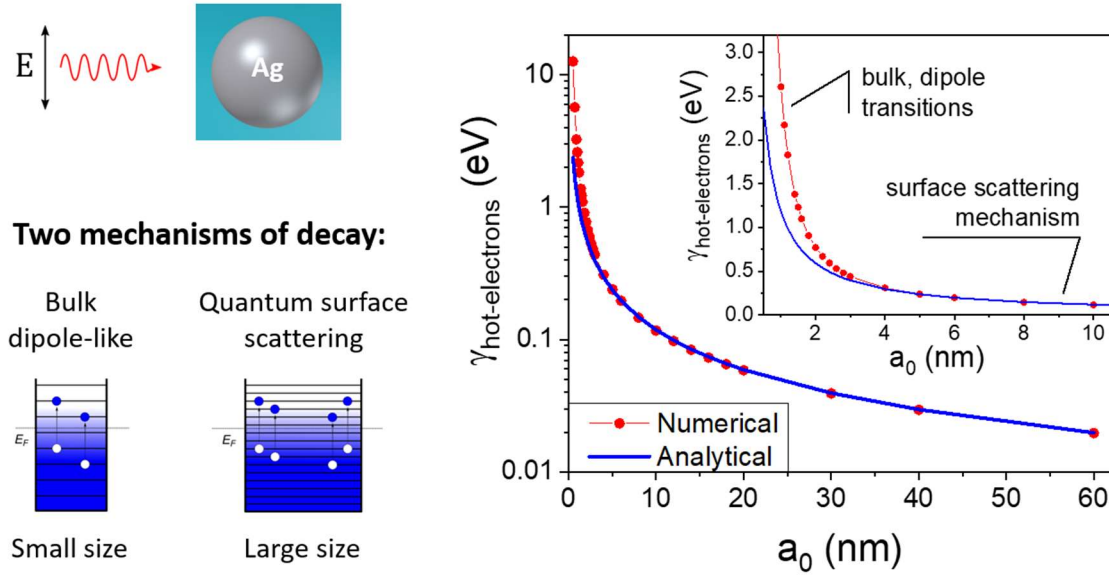 E
Ag
Two mechanisms of decay:
Bulk
dipole-like
Quantum surface
scattering
E_F
E_F
Small size
Large size
γhot-electrons (eV)
10
1
0.1
0.01
0
10
20
30
40
50
60
a₀ (nm)
Numerical
Analytical
γhot-electrons (eV)
3.0
2.5
2.0
1.5
1.0
0.5
0.0
2
4
6
8
10
a₀ (nm)
bulk, dipole
transitions
surface scattering
mechanism